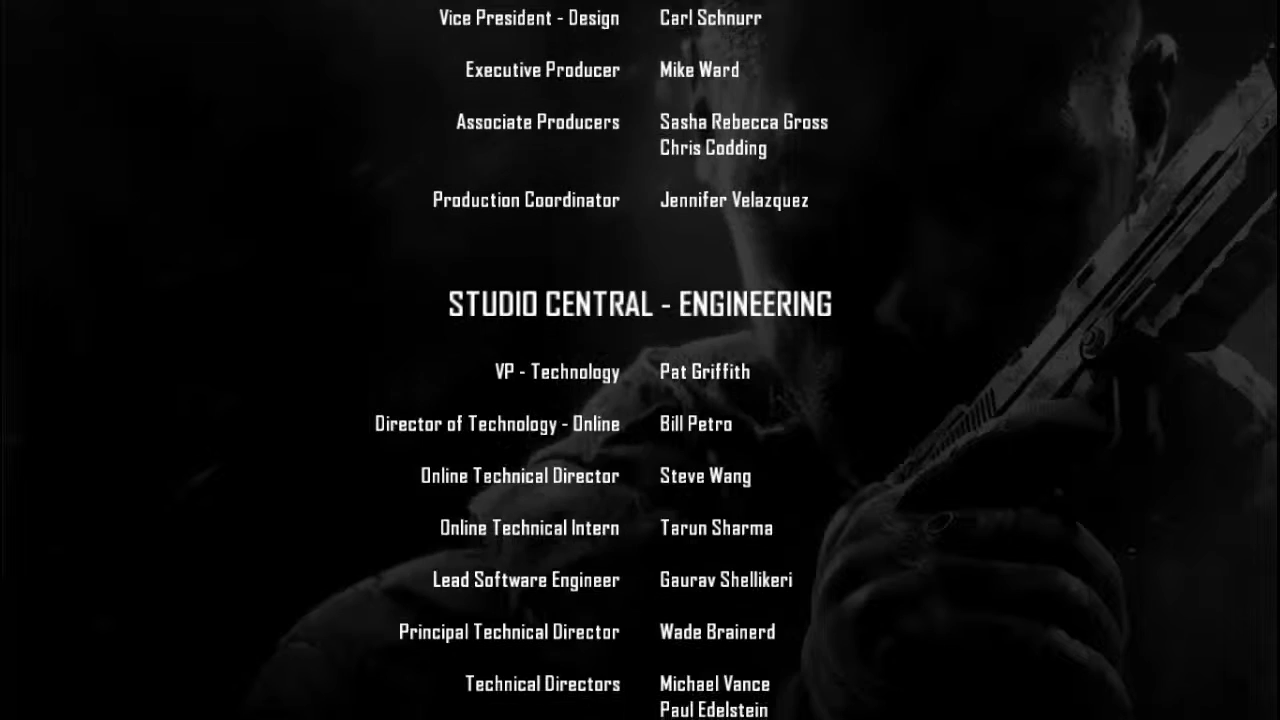 Vice President - Design Carl Schnurr
Executive Producer Mike Ward
Associate Producers Sasha Rebecca Gross
Chris Codding
Production Coordinator Jennifer Velazquez
STUDIO CENTRAL - ENGINEERING
VP - Technology Pat Griffith
Director of Technology - Online Bill Petro
Online Technical Director Steve Wang
Online Technical Intern Tarun Sharma
Lead Software Engineer Gaurav Shellikeri
Principal Technical Director Wade Brainerd
Technical Directors Michael Vance
Paul Edelstein